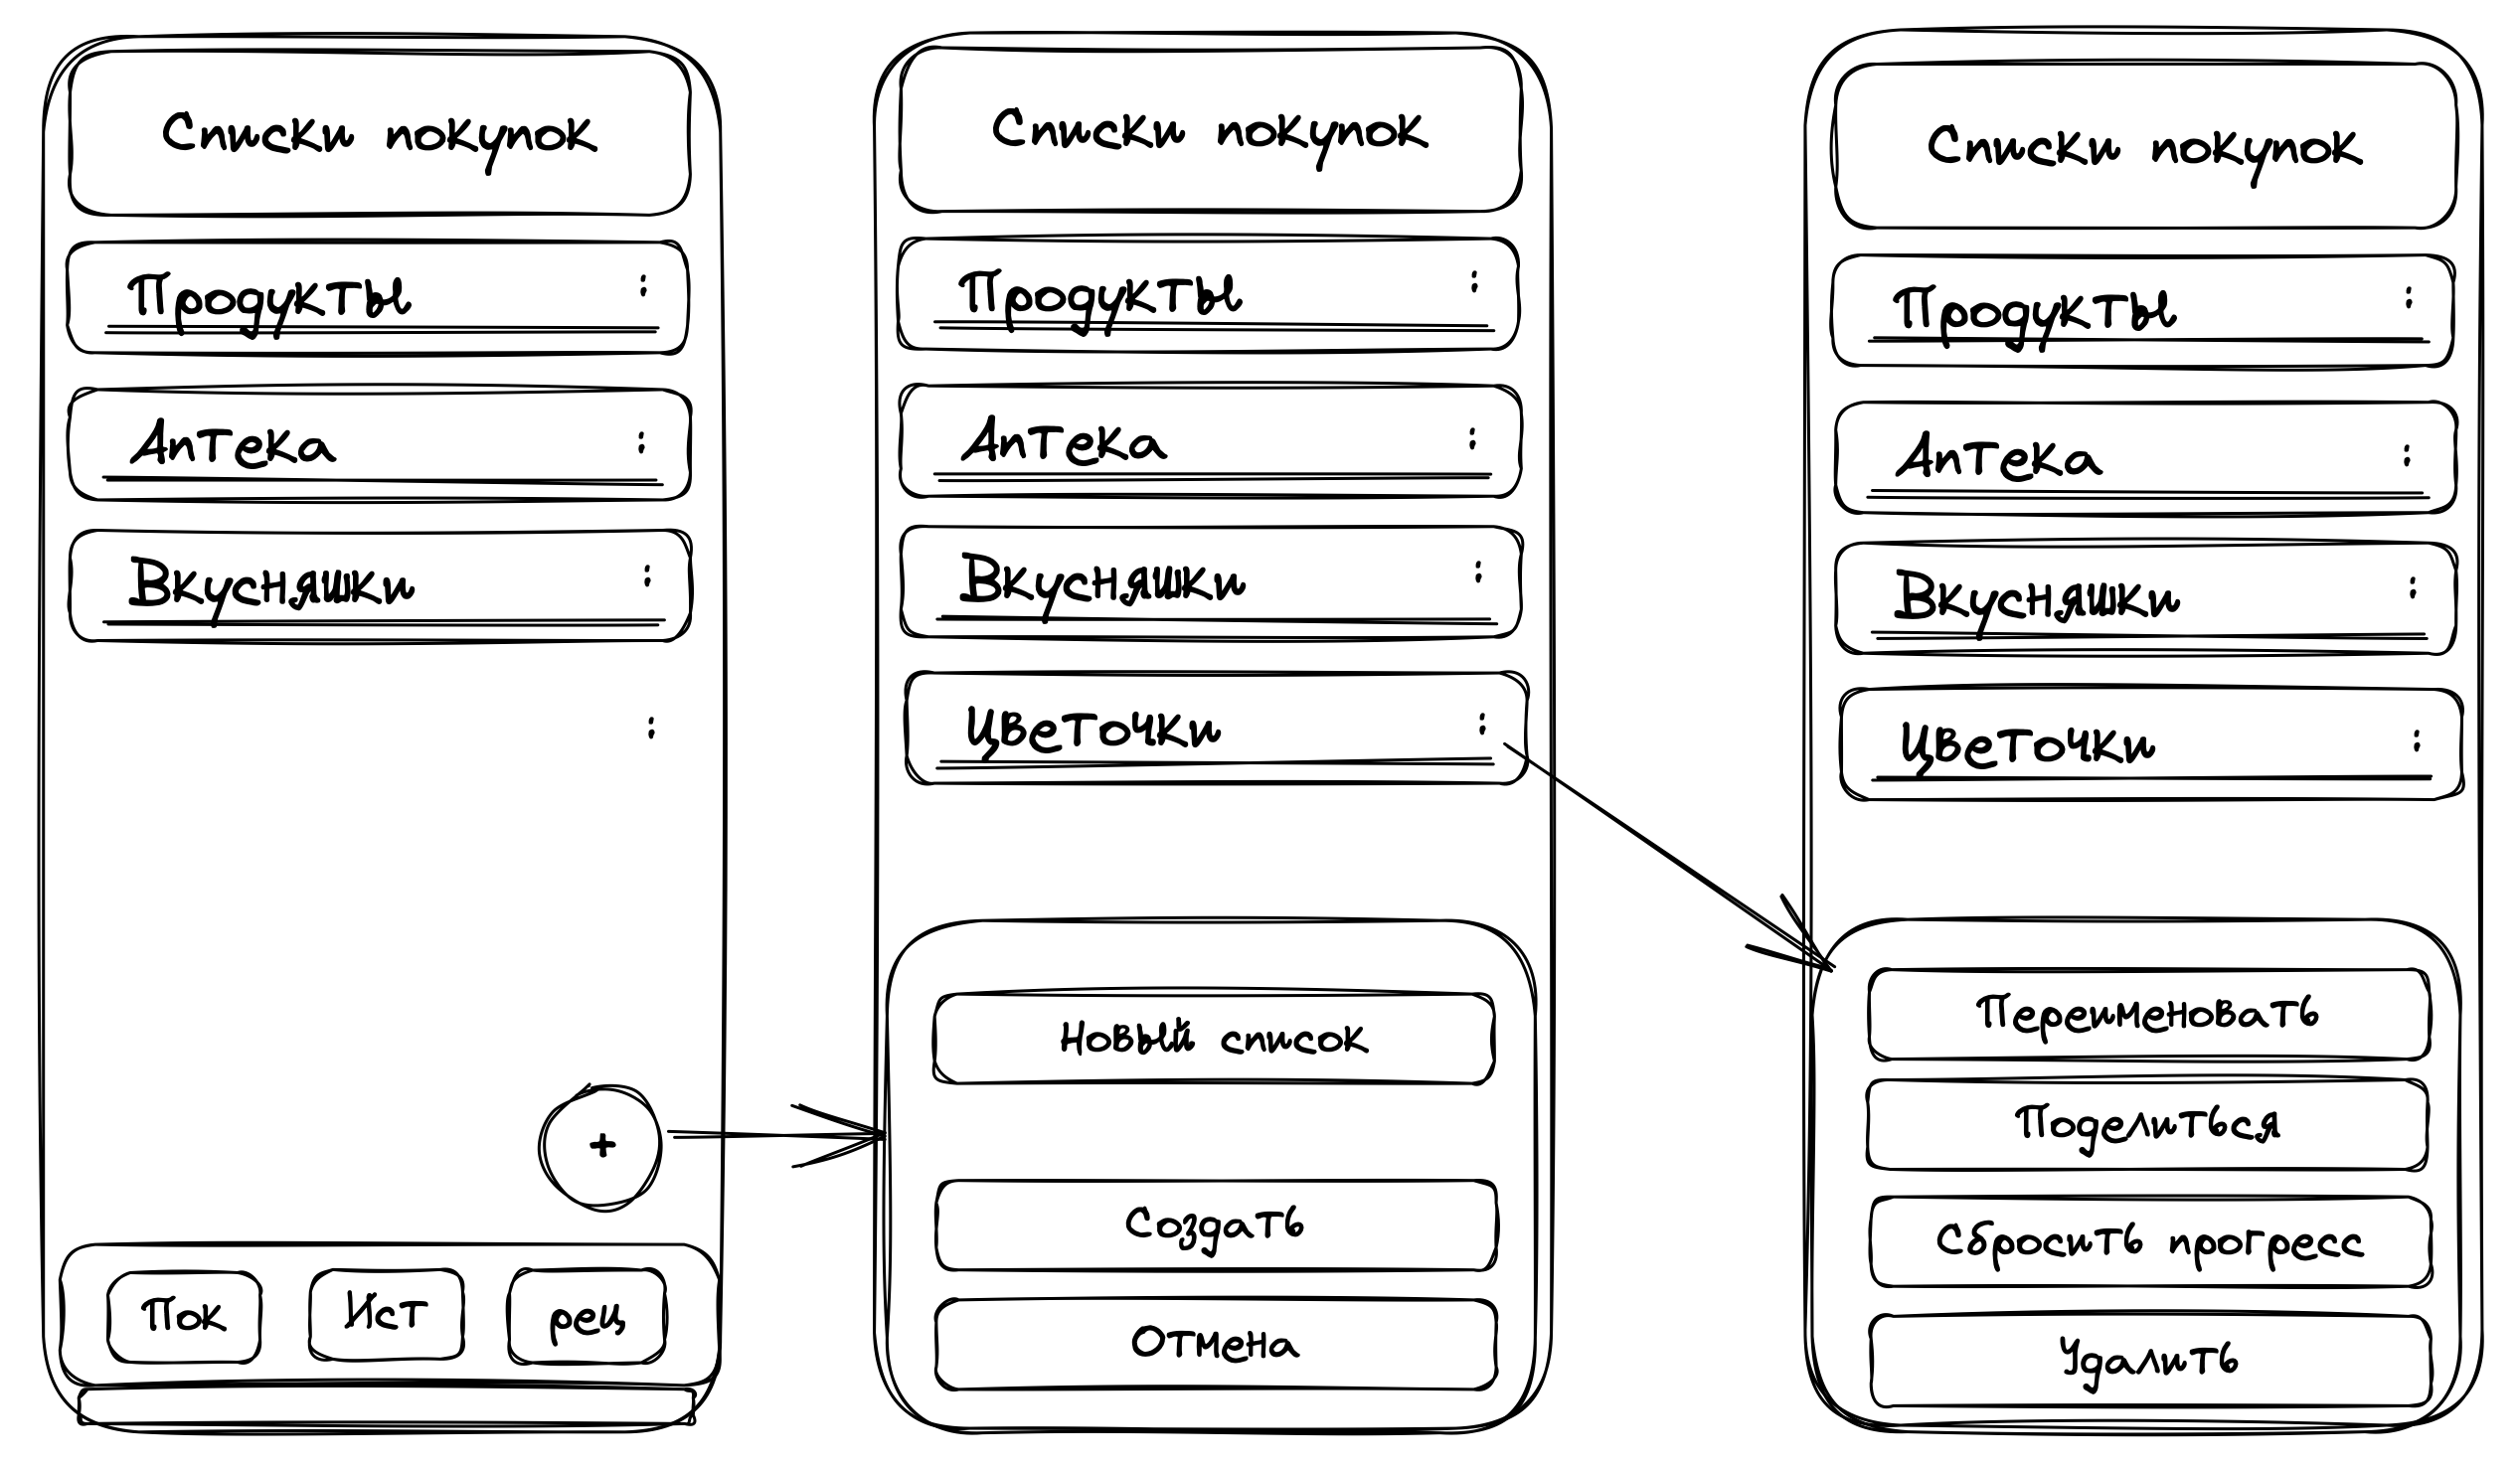 Списки покупок
Продукты :
Аптека :
Вкусняшки :
:
+
Пок
Ист
рец
Списки покупок
Продукты :
Аптека :
Вкусняшки :
Цветочки :
Новый список
Создать
Отмена
Списки покупок
Продукты :
Аптека :
Вкусняшки :
Цветочки :
Переименовать
Поделиться
Сбросить прогресс
Удалить